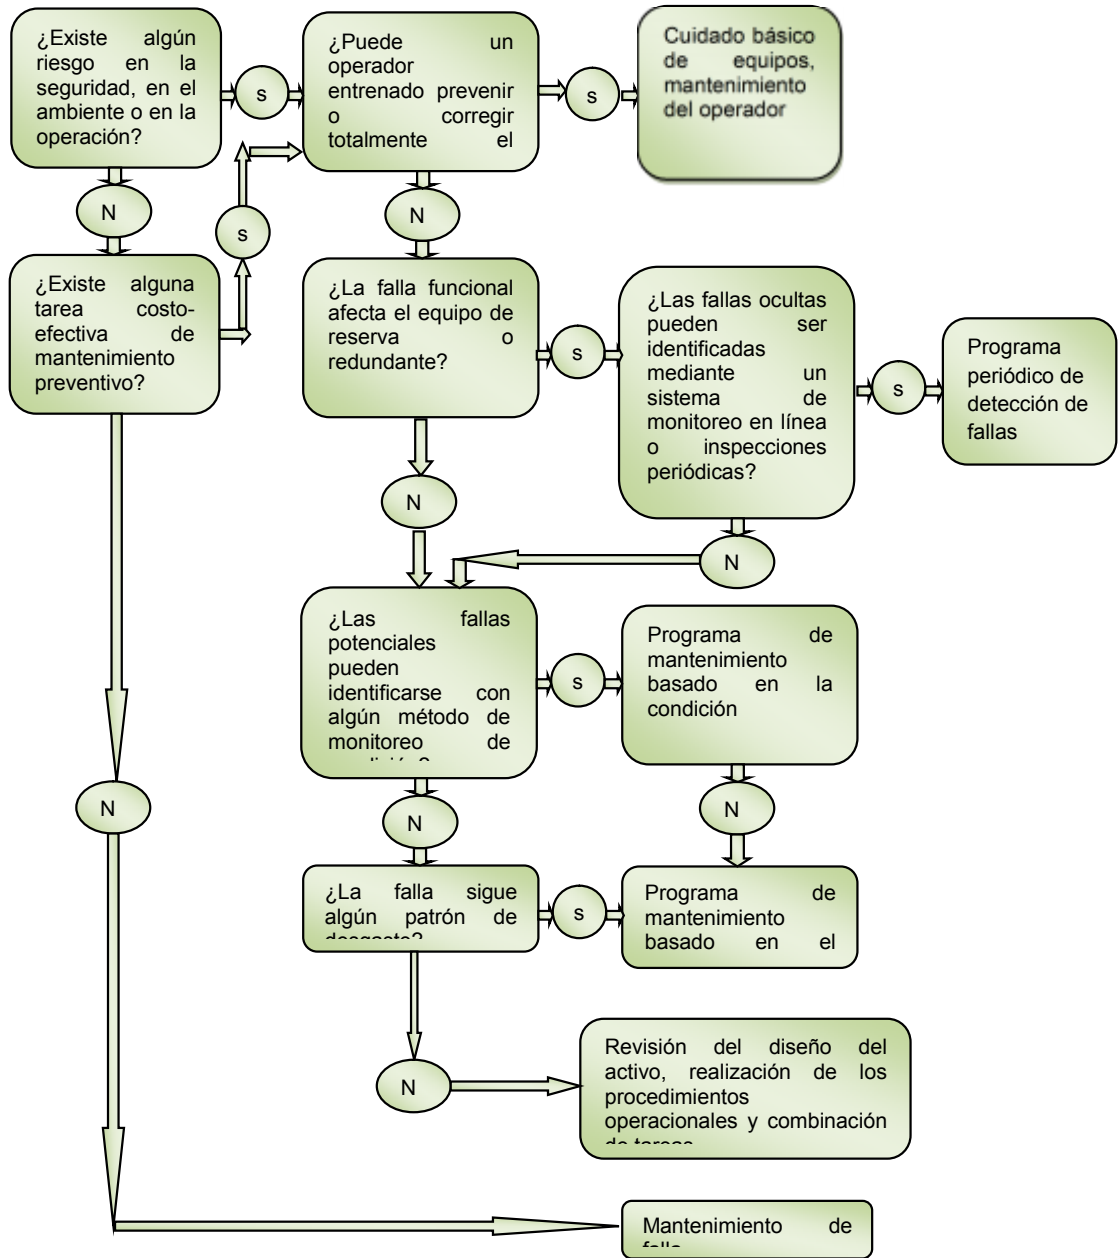 ¿Existe algún
riesgo en la
seguridad, en el
ambiente o en la
operación?
s
¿Puede un
operador
entrenado prevenir
o corregir
totalmente el
s
Cuidado básico
de equipos,
mantenimiento
del operador
N
s
N
¿Existe alguna
tarea costo-
efectiva de
mantenimiento
preventivo?
¿La falla funcional
afecta el equipo de
reserva o
redundante?
s
¿Las fallas ocultas
pueden ser
identificadas
mediante un
sistema de
monitoreo en línea
o inspecciones
periódicas?
s
Programa
periódico de
detección de
fallas
N
N
¿Las fallas
potenciales
pueden
identificarse con
algún método de
monitoreo de
s
Programa de
mantenimiento
basado en la
condición
N
N
N
¿La falla sigue
algún patrón de
s
Programa de
mantenimiento
basado en el
N
Revisión del diseño del
activo, realización de los
procedimientos
operacionales y combinación
de tareas
Mantenimiento de